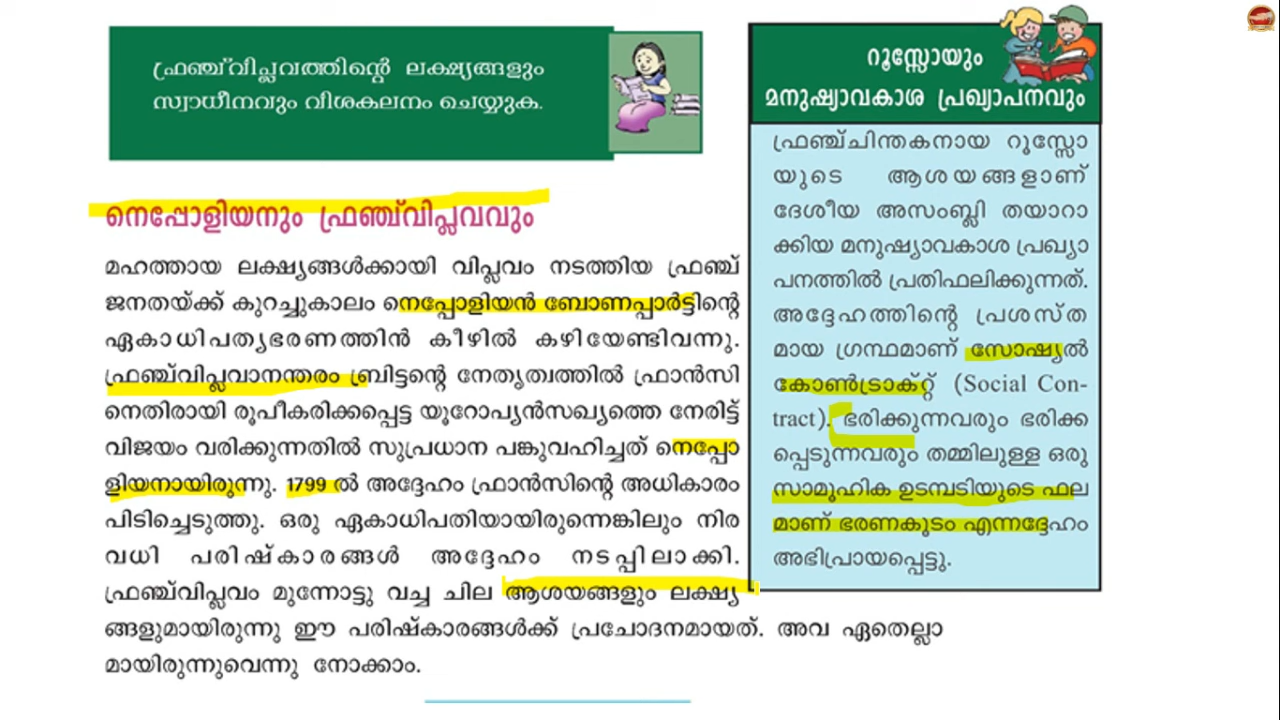 ഫ്രഞ്ച് വിപ്ലവത്തിന്റെ ലക്ഷ്യങ്ങളും
സ്വാധീനവും വിശകലനം ചെയ്യുക.
നെപ്പോളിയനും ഫ്രഞ്ച് വിപ്ലവവും
മഹത്തായ ലക്ഷ്യങ്ങൾക്കായി വിപ്ലവം നടത്തിയ ഫ്രഞ്ച്
ജനതയ്ക്ക് കുറച്ചുകാലം നെപ്പോളിയൻ ബോണപ്പാർട്ടിന്റെ
ഏകാധിപത്യഭരണത്തിൻ കീഴിൽ കഴിയേണ്ടിവന്നു.
ഫ്രഞ്ച് വിപ്ലവാനന്തരം ബ്രിട്ടന്റെ നേതൃത്വത്തിൽ ഫ്രാൻസി
നെതിരായി രൂപീകരിക്കപ്പെട്ട യൂറോപ്യൻസഖ്യത്തെ നേരിട്ട്
വിജയം വരിക്കുന്നതിൽ സുപ്രധാന പങ്കുവഹിച്ചത് നെപ്പോ
ളിയനായിരുന്നു. 1799 ൽ അദ്ദേഹം ഫ്രാൻസിന്റെ അധികാരം
പിടിച്ചെടുത്തു. ഒരു ഏകാധിപതിയായിരുന്നെങ്കിലും നിര
വധി പരിഷ്കാരങ്ങൾ അദ്ദേഹം നടപ്പിലാക്കി.
ഫ്രഞ്ച് വിപ്ലവം മുന്നോട്ടു വച്ച ചില ആശയങ്ങളും ലക്ഷ്യ
ങ്ങളുമായിരുന്നു ഈ പരിഷ്കാരങ്ങൾക്ക് പ്രചോദനമായത്. അവ ഏതെല്ലാ
മായിരുന്നുവെന്നു നോക്കാം.
റൂസ്സോയും
മനുഷ്യാവകാശ പ്രഖ്യാപനവും
ഫ്രഞ്ച്ചിന്തകനായ റൂസ്സോ
യുടെ ആശയങ്ങളാണ്
ദേശീയ അസംബ്ലി തയാറാ
ക്കിയ മനുഷ്യാവകാശ പ്രഖ്യാ
പനത്തിൽ പ്രതിഫലിക്കുന്നത്.
അദ്ദേഹത്തിന്റെ പ്രശസ്ത
മായ ഗ്രന്ഥമാണ് സോഷ്യൽ
കോൺട്രാക്റ്റ് (Social Con-
tract). ഭരിക്കുന്നവരും ഭരിക്ക
പ്പെടുന്നവരും തമ്മിലുള്ള ഒരു
സാമൂഹിക ഉടമ്പടിയുടെ ഫല
മാണ് ഭരണകൂടം എന്നദ്ദേഹം
അഭിപ്രായപ്പെട്ടു.